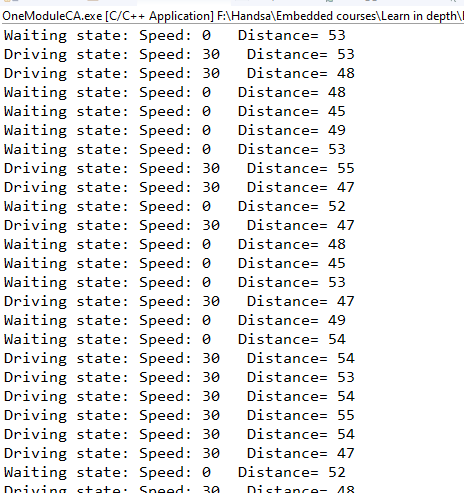 OneModuleCA.exe [C/C++ Application] F:\Handsa\Embedded courses\Learn in depth\
Waiting state: Speed: 0   Distance= 53
Driving state: Speed: 30   Distance= 53
Driving state: Speed: 30   Distance= 48
Waiting state: Speed: 0   Distance= 48
Waiting state: Speed: 0   Distance= 45
Waiting state: Speed: 0   Distance= 49
Waiting state: Speed: 0   Distance= 53
Driving state: Speed: 30   Distance= 55
Driving state: Speed: 30   Distance= 47
Waiting state: Speed: 0   Distance= 52
Driving state: Speed: 30   Distance= 47
Waiting state: Speed: 0   Distance= 48
Waiting state: Speed: 0   Distance= 45
Waiting state: Speed: 0   Distance= 53
Driving state: Speed: 30   Distance= 47
Waiting state: Speed: 0   Distance= 49
Waiting state: Speed: 0   Distance= 54
Driving state: Speed: 30   Distance= 54
Driving state: Speed: 30   Distance= 53
Driving state: Speed: 30   Distance= 54
Driving state: Speed: 30   Distance= 55
Driving state: Speed: 30   Distance= 54
Driving state: Speed: 30   Distance= 47
Waiting state: Speed: 0   Distance= 52
Driving state: Speed: 30   Distance= 48